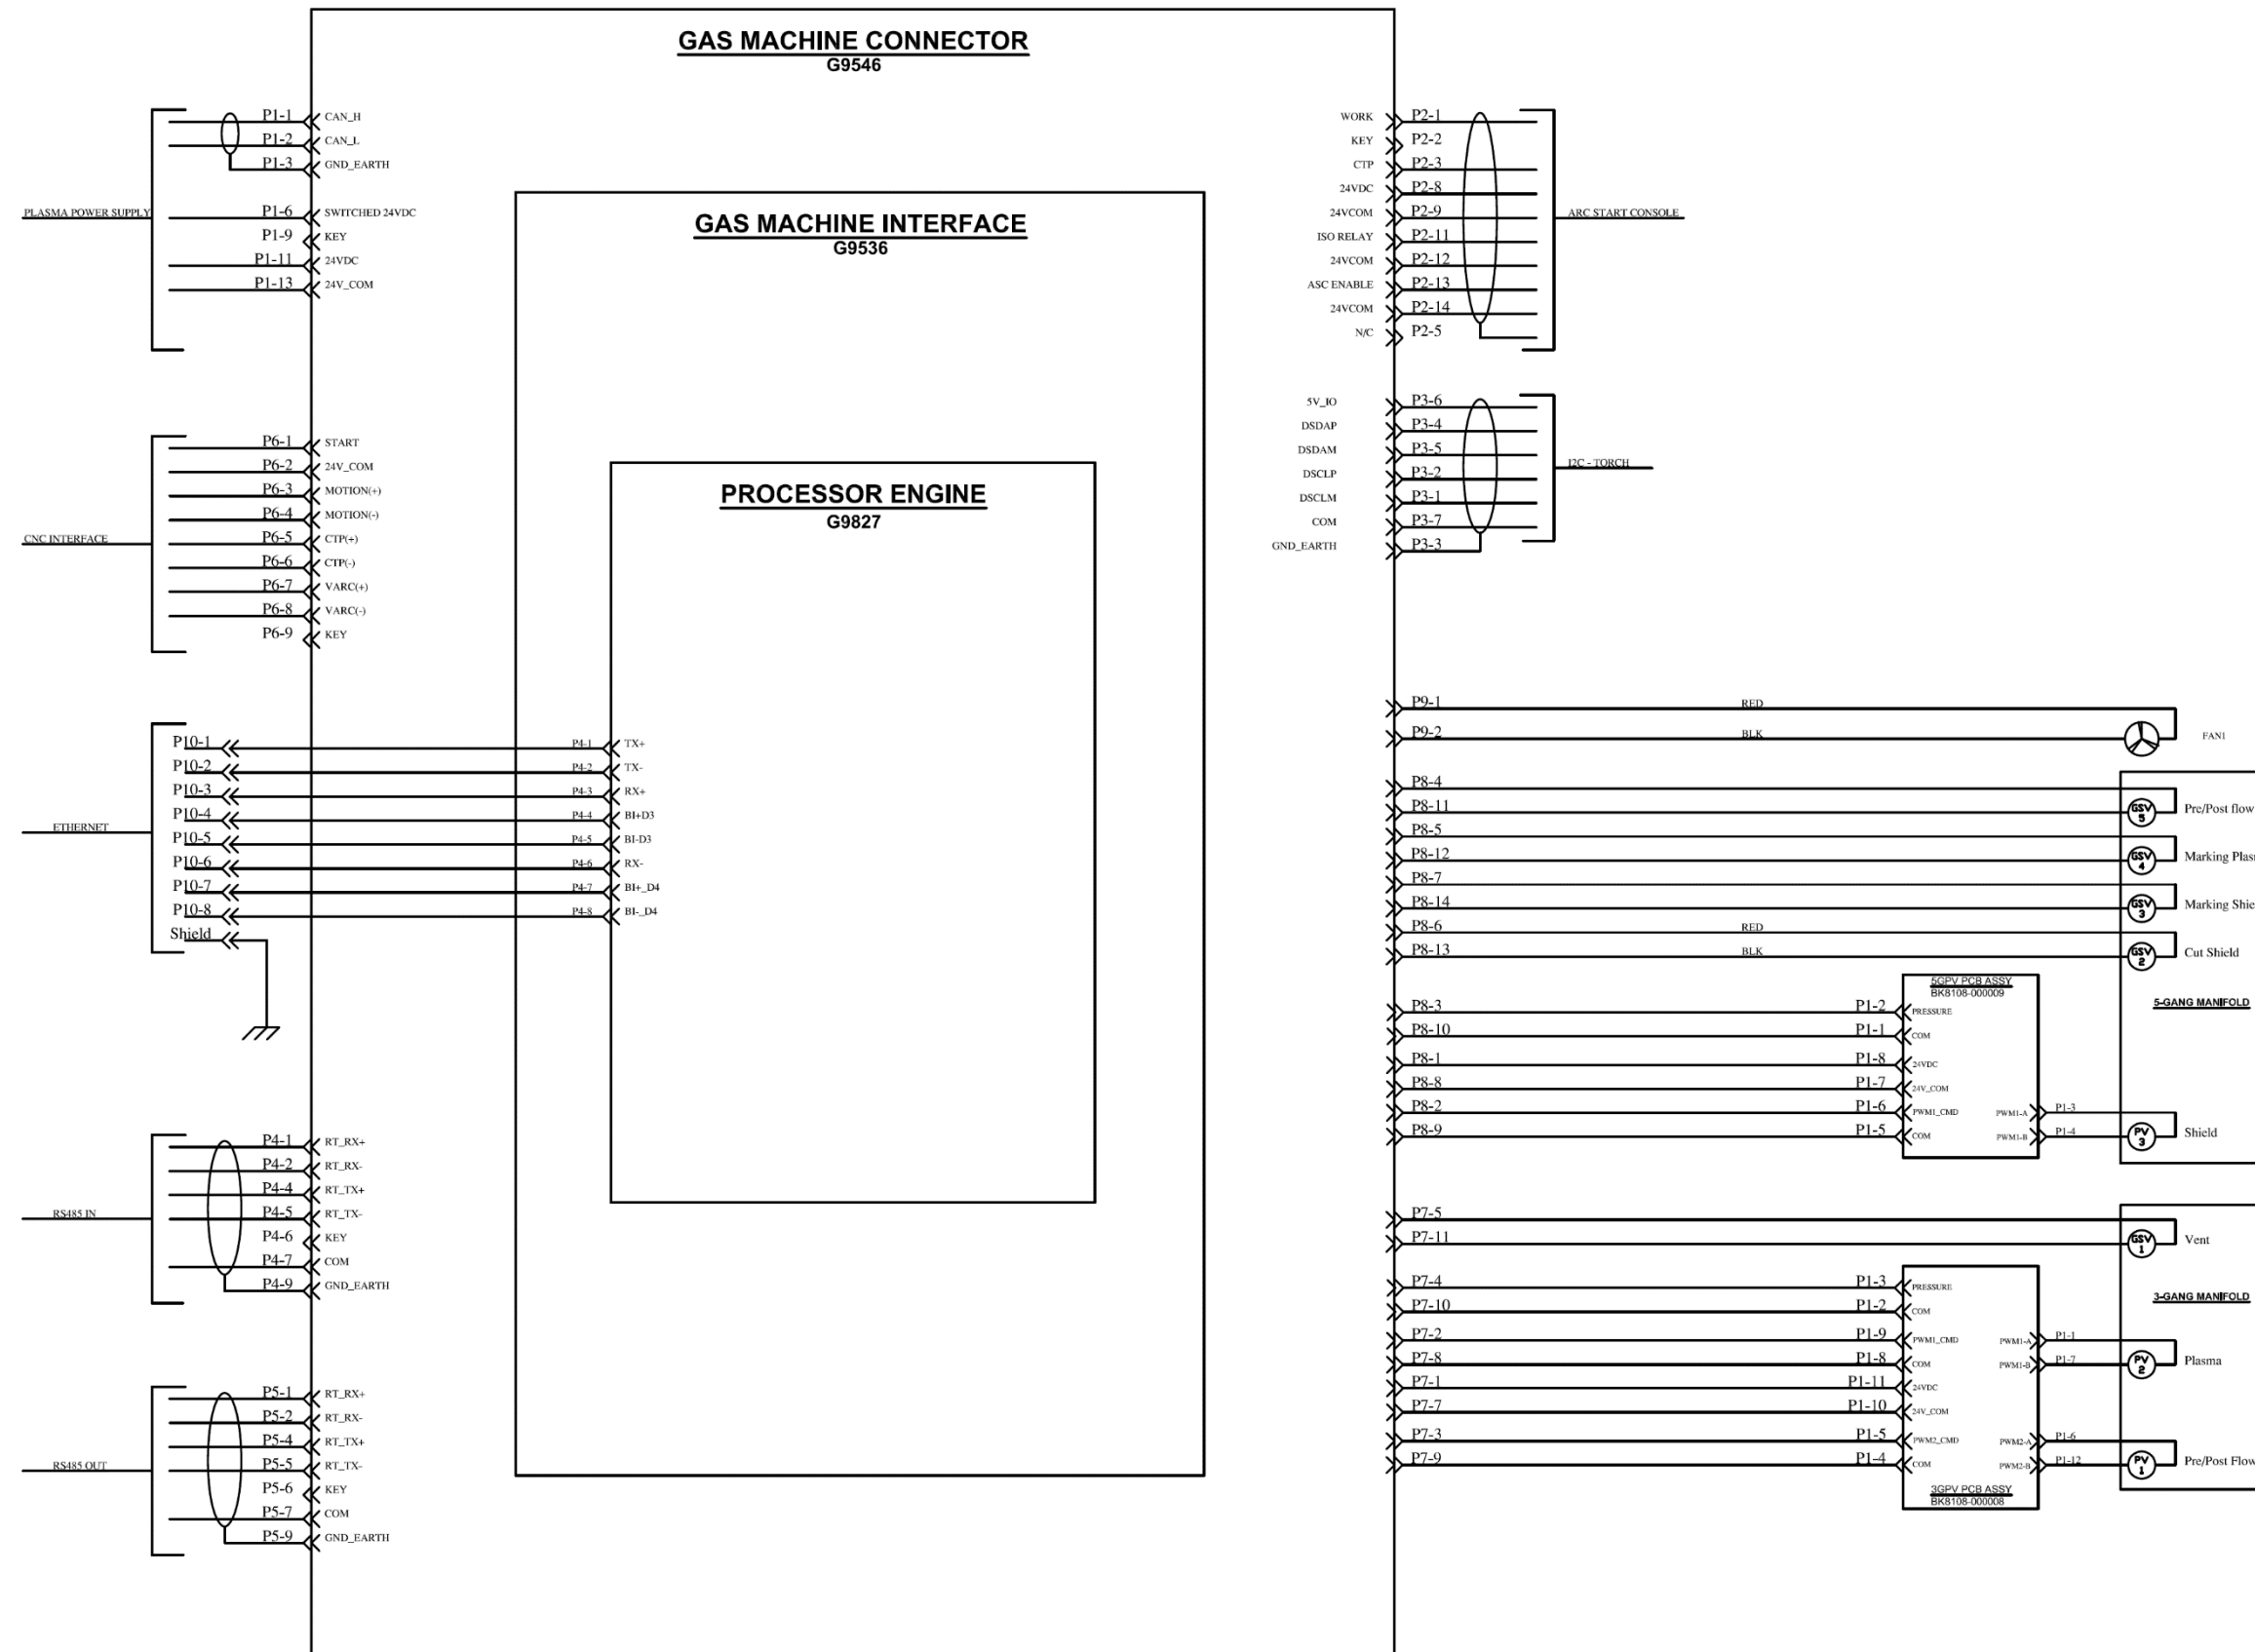 GAS MACHINE CONNECTOR
G9546
GAS MACHINE INTERFACE
G9536
PROCESSOR ENGINE
G9827
PLASMA POWER SUPPLY
P1-1 CAN_H
P1-2 CAN_L
P1-3 GND_EARTH
P1-6 SWITCHED 24VDC
P1-9 KEY
P1-11 24VDC
P1-13 24V_COM
CNC INTERFACE
P6-1 START
P6-2 24V_COM
P6-3 MOTION(+)
P6-4 MOTION(-)
P6-5 CTP(+)
P6-6 CTP(-)
P6-7 VARC(+)
P6-8 VARC(-)
P6-9 KEY
ETHERNET
P10-1 P4-1 TX+
P10-2 P4-2 TX-
P10-3 P4-3 RX+
P10-4 P4-4 BI+D3
P10-5 P4-5 BI-D3
P10-6 P4-6 RX-
P10-7 P4-7 BI+_D4
P10-8 P4-8 BI-_D4
Shield
RS485 IN
P4-1 RT_RX+
P4-2 RT_RX-
P4-4 RT_TX+
P4-5 RT_TX-
P4-6 KEY
P4-7 COM
P4-9 GND_EARTH
RS485 OUT
P5-1 RT_RX+
P5-2 RT_RX-
P5-4 RT_TX+
P5-5 RT_TX-
P5-6 KEY
P5-7 COM
P5-9 GND_EARTH
WORK P2-1
KEY P2-2
CTP P2-3
24VDC P2-8
24VCOM P2-9
ISO RELAY P2-11
24VCOM P2-12
ASC ENABLE P2-13
24VCOM P2-14
N/C P2-5
ARC START CONSOLE
5V_IO P3-6
DSDAP P3-4
DSDAM P3-5
DSCLP P3-2
DSCLM P3-1
COM P3-7
GND_EARTH P3-3
I2C - TORCH
P9-1 RED
P9-2 BLK FAN1
P8-4
P8-11 GSV 5 Pre/Post flow
P8-5
P8-12 GSV 4 Marking
P8-7
P8-14 GSV 3 Marking
P8-6 RED
P8-13 BLK GSV 2 Cut Shield
5-GANG MANIFOLD
5GPV PCB ASSY
BK8108-000009
P8-3 P1-2 PRESSURE
P8-10 P1-1 COM
P8-1 P1-8 24VDC
P8-8 P1-7 24V_COM
P8-2 P1-6 PWM1_CMD PWM1-A P1-3
P8-9 P1-5 COM PWM1-B P1-4 PV 3 Shield
P7-5
P7-11 GSV 1 Vent
3-GANG MANIFOLD
P7-4 P1-3 PRESSURE
P7-10 P1-2 COM
P7-2 P1-9 PWM1_CMD PWM1-A P1-1
P7-8 P1-8 COM PWM1-B P1-7 PV 2 Plasma
P7-1 P1-11 24VDC
P7-7 P1-10 24V_COM
P7-3 P1-5 PWM2_CMD PWM2-A P1-6
P7-9 P1-4 COM PWM2-B P1-12 PV 1 Pre/Post Flow
3GPV PCB ASSY
BK8108-000008